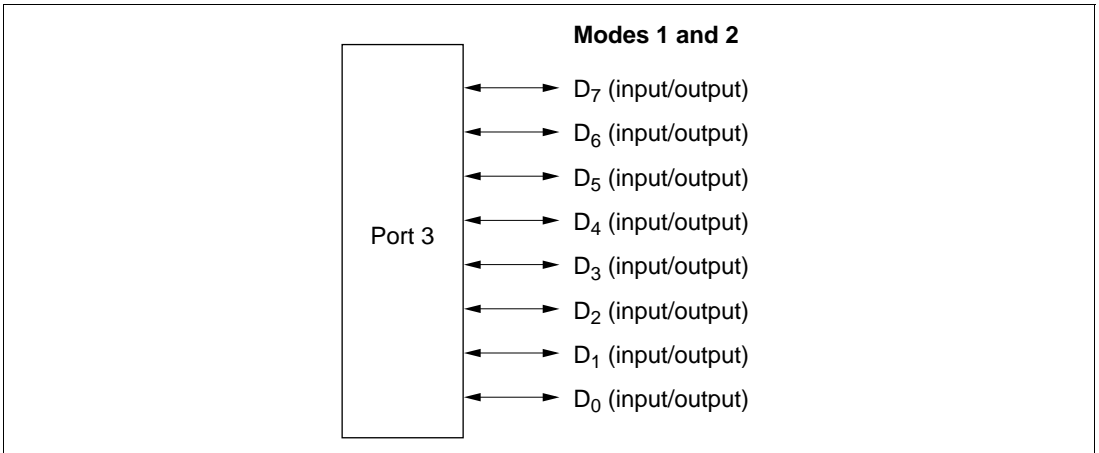 Modes 1 and 2
D₇ (input/output)
D₆ (input/output)
D₅ (input/output)
D₄ (input/output)
Port 3
D₃ (input/output)
D₂ (input/output)
D₁ (input/output)
D₀ (input/output)